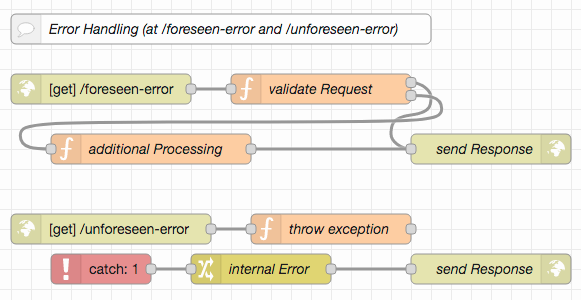 Error Handling (at /foreseen-error and /unforeseen-error)
[get] /foreseen-error
validate Request
additional Processing
send Response
[get] /unforeseen-error
throw exception
catch: 1
internal Error
send Response